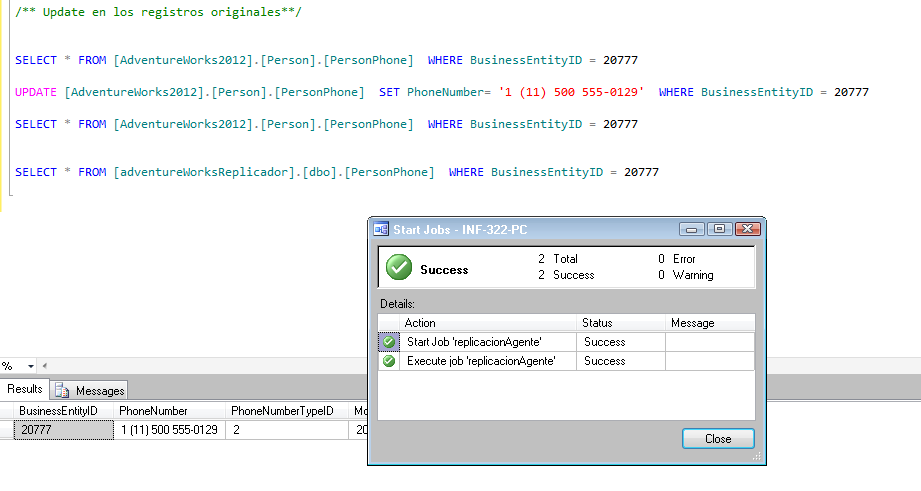 /** Update en los registros originales**/
SELECT * FROM [AdventureWorks2012].[Person].[PersonPhone]  WHERE BusinessEntityID = 20777
UPDATE [AdventureWorks2012].[Person].[PersonPhone]  SET PhoneNumber= '1 (11) 500 555-0129'  WHERE BusinessEntityID = 20777
SELECT * FROM [AdventureWorks2012].[Person].[PersonPhone]  WHERE BusinessEntityID = 20777
SELECT * FROM [adventureWorksReplicador].[dbo].[PersonPhone]  WHERE BusinessEntityID = 20777
Start Jobs - INF-322-PC
Success
2 Total
0 Error
2 Success
0 Warning
Details:
Action Status Message
Start Job 'replicacionAgente' Success
Execute job 'replicacionAgente' Success
Close
%
Results Messages
BusinessEntityID PhoneNumber PhoneNumberTypeID Mo
20777 1 (11) 500 555-0129 2 20